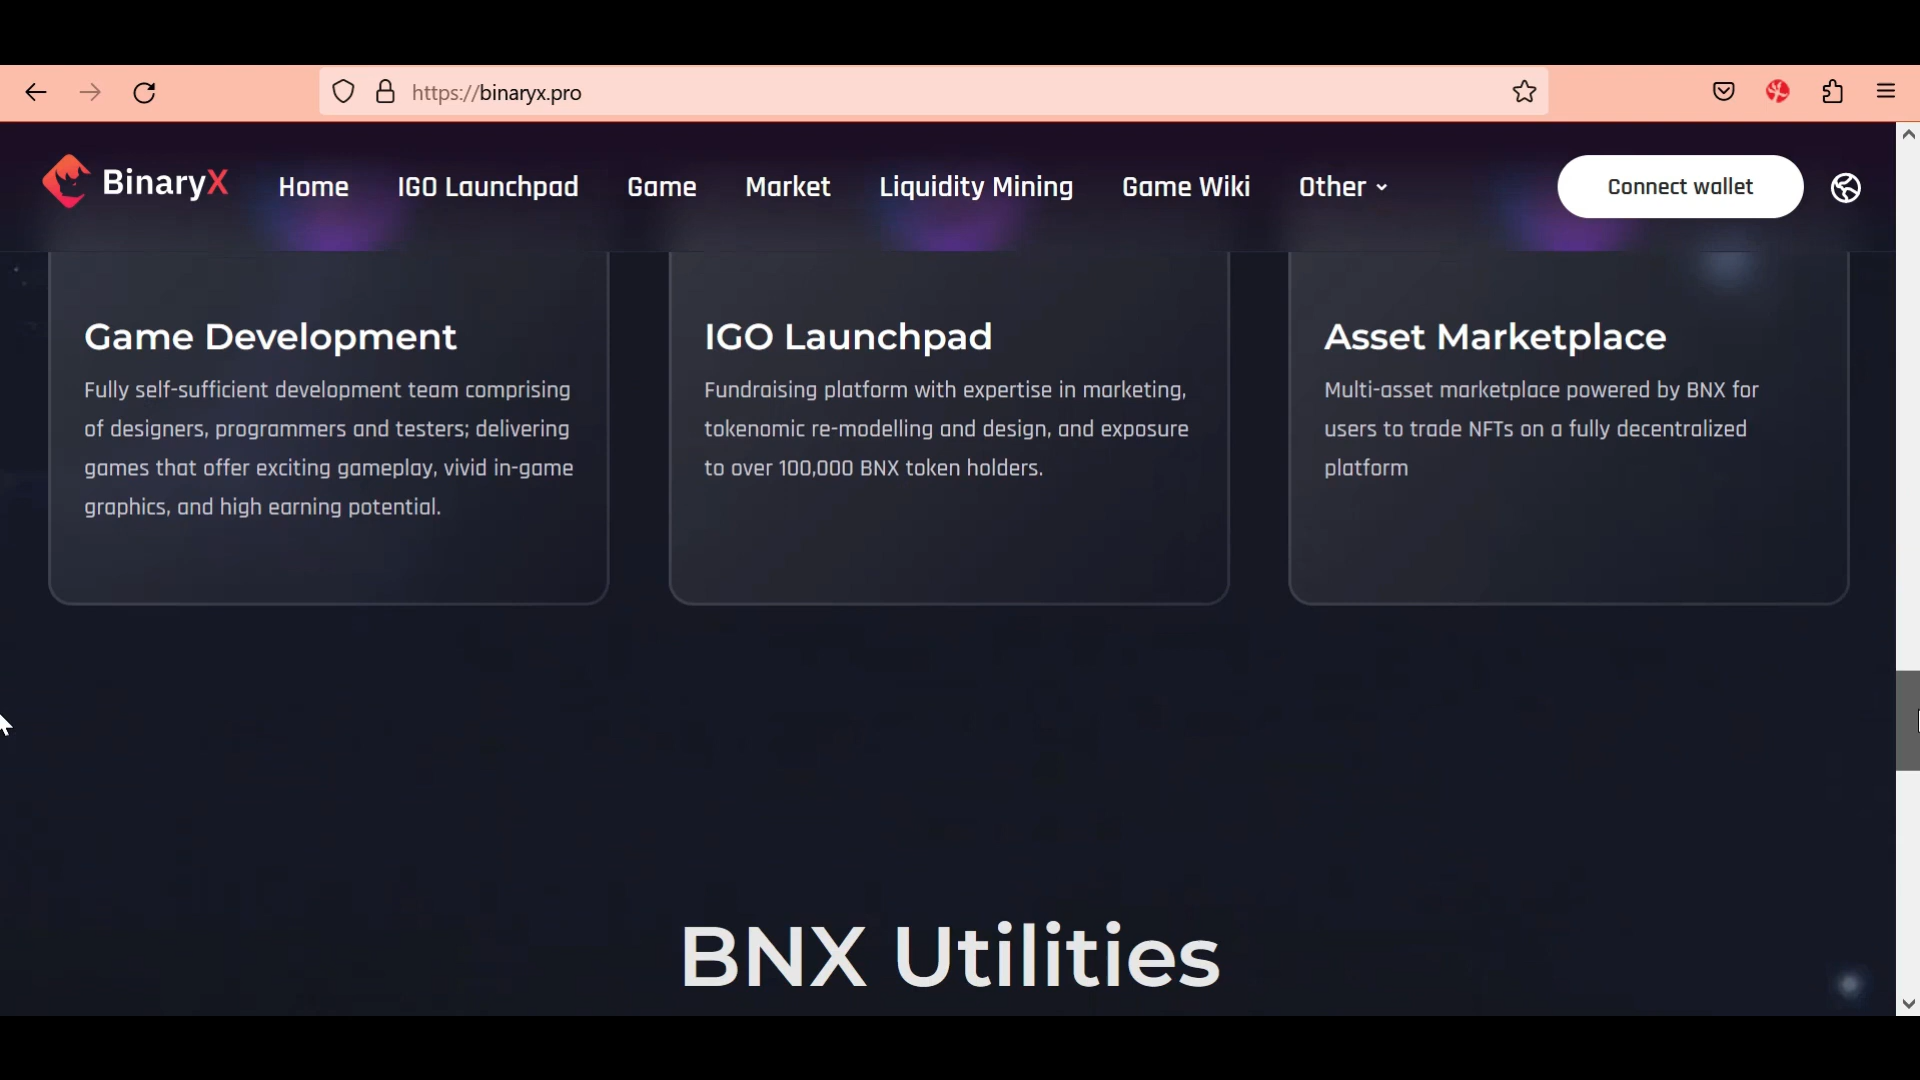 https://binaryx.pro
BinaryX Home IGO Launchpad Game Market Liquidity Mining Game Wiki Other Connect wallet
Game Development
Fully self-sufficient development team comprising
of designers, programmers and testers; delivering
games that offer exciting gameplay, vivid in-game
graphics, and high earning potential.
IGO Launchpad
Fundraising platform with expertise in marketing,
tokenomic re-modelling and design, and exposure
to over 100,000 BNX token holders.
Asset Marketplace
Multi-asset marketplace powered by BNX for
users to trade NFTs on a fully decentralized
platform
BNX Utilities